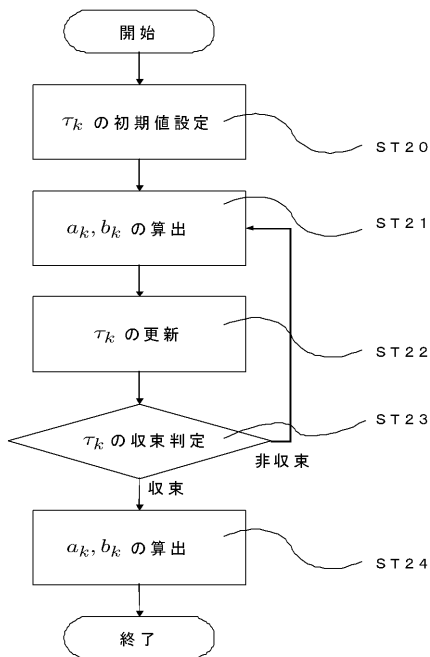 開始
τk の初期値設定
ST20
ak, bk の算出
ST21
τk の更新
ST22
τk の収束判定
ST23
非収束
収束
ak, bk の算出
ST24
終了